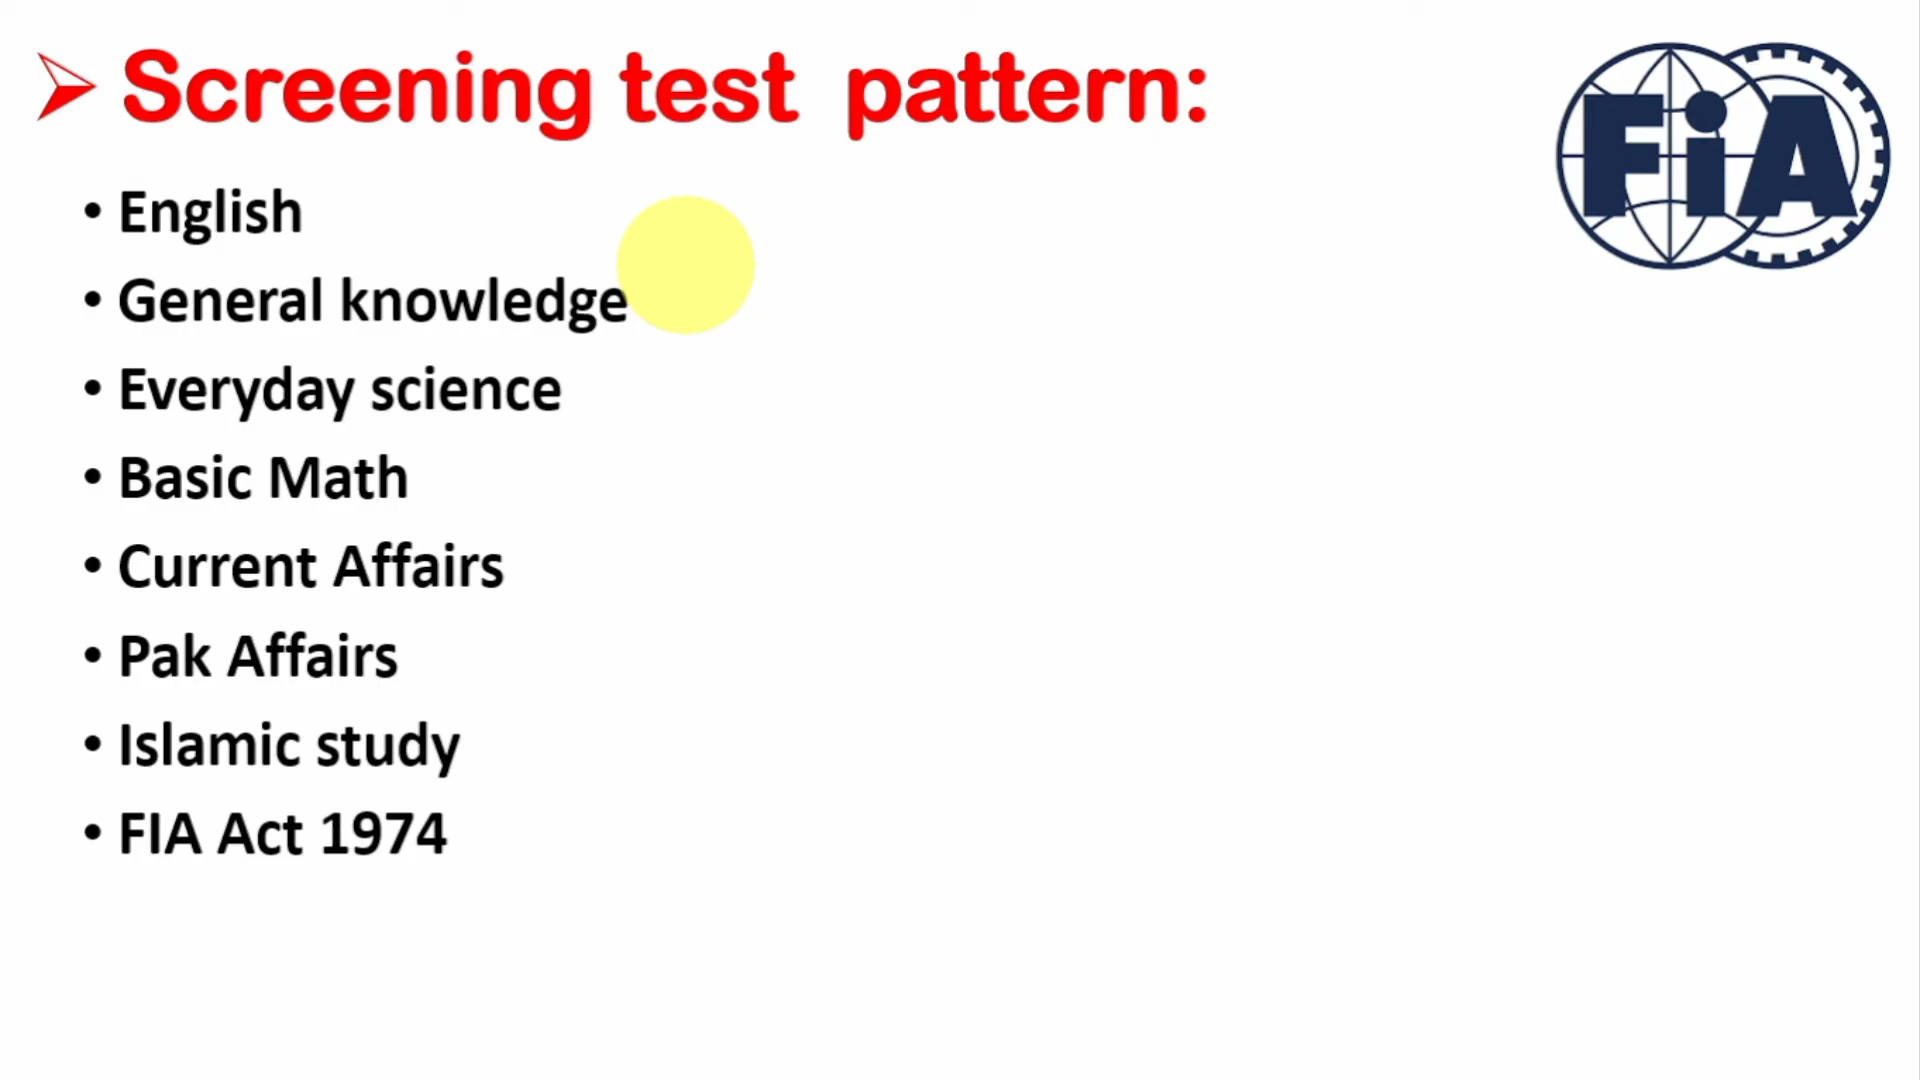 Screening test pattern:
FiA
• English
• General knowledge
• Everyday science
• Basic Math
• Current Affairs
• Pak Affairs
• Islamic study
• FIA Act 1974